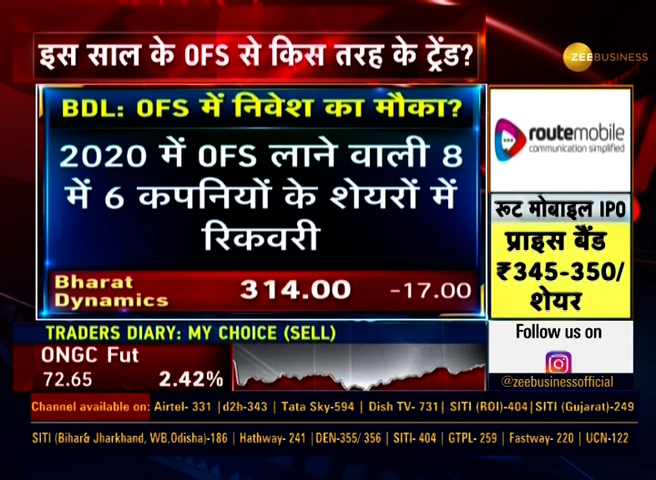 इस साल के OFS से किस तरह के ट्रेंड?
ZEEBUSINESS
BDL: OFS में निवेश का मौका?
2020 में OFS लाने वाली 8
में 6 कपनियों के शेयरों में
रिकवरी
Bharat
Dynamics
314.00
-17.00
routemobile
communication simplified
रूट मोबाइल IPO
प्राइस बैंड
₹345-350/
शेयर
TRADERS DIARY: MY CHOICE (SELL)
ONGC Fut
72.65
2.42%
Follow us on
@zeebusinessofficial
Channel available on: Airtel- 331 |d2h-343 | Tata Sky-594 | Dish TV- 731| SITI (ROI)-404|SITI (Gujarat)-249
SITI (Bihar& Jharkhand, WB,Odisha)-186 | Hathway- 241 |DEN-355/ 356 | SITI- 404 | GTPL- 259 | Fastway- 220 | UCN-122